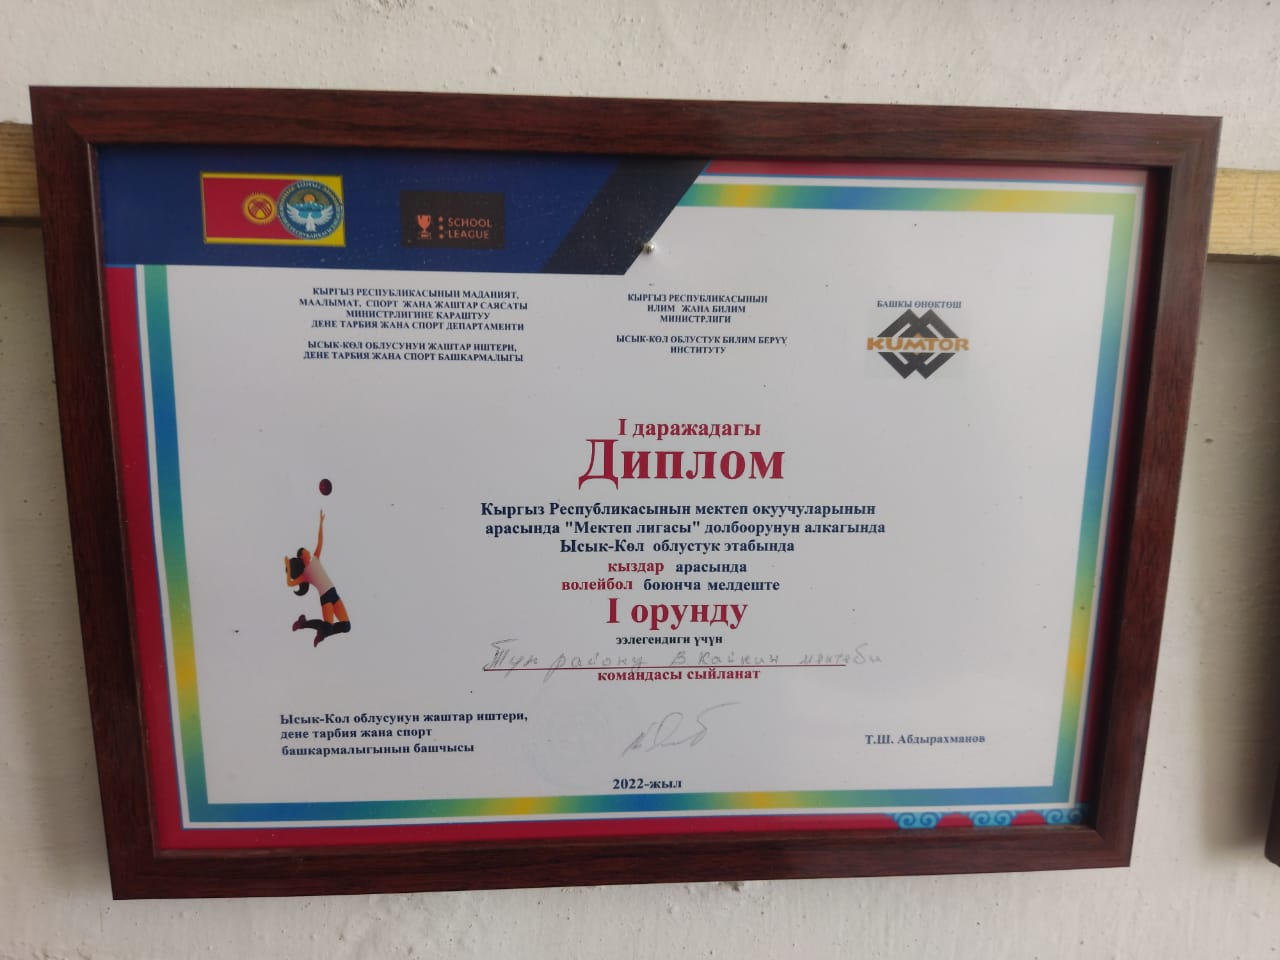 SCHOOL
LEAGUE
КЫРГЫЗ РЕСПУБЛИКАСЫНЫН МАДАНИЯТ,
МААЛЫМАТ, СПОРТ ЖАНА ЖАШТАР САЯСАТЫ
МИНИСТРЛИГИНЕ КАРАШТУУ
ДЕНЕ ТАРБИЯ ЖАНА СПОРТ ДЕПАРТАМЕНТИ
ЫСЫК-КӨЛ ОБЛУСУНУН ЖАШТАР ИШТЕРИ,
ДЕНЕ ТАРБИЯ ЖАНА СПОРТ БАШКАРМАЛЫГЫ
КЫРГЫЗ РЕСПУБЛИКАСЫНЫН
ИЛИМ ЖАНА БИЛИМ
МИНИСТРЛИГИ
ЫСЫК-КӨЛ ОБЛУСТУК БИЛИМ БЕРҮҮ
ИНСТИТУТУ
БАШКЫ ӨНӨКТӨШ
KUMTOR
I даражадагы
Диплом
Кыргыз Республикасынын мектеп окуучуларынын
арасында "Мектеп лигасы" долбоорунун алкагында
Ысык-Көл облустук этабында
кыздар арасында
волейбол боюнча мелдеште
I орунду
ээлегендиги үчүн
Түп району В Кайкин мектеби
командасы сыйланат
Ысык-Кол облусунун жаштар иштери,
дене тарбия жана спорт
башкармалыгынын башчысы
Т.Ш. Абдырахманов
2022-жыл